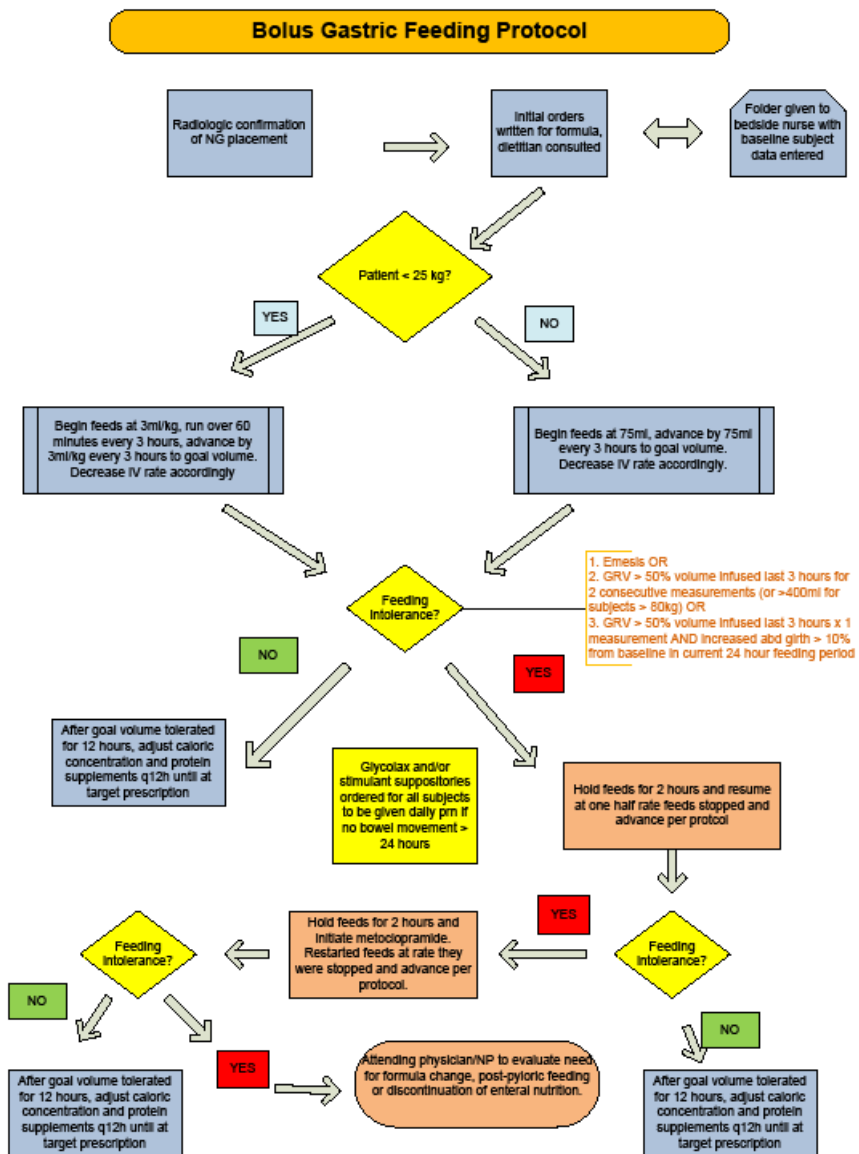 Bolus Gastric Feeding Protocol
Radiologic confirmation
of NG placement
Initial orders
written for formula,
dietitian consulted
Folder given to
bedside nurse with
baseline subject
data entered
Patient < 25 kg?
YES
NO
Begin feeds at 3ml/kg, run over 60
minutes every 3 hours, advance by
3ml/kg every 3 hours to goal volume.
Decrease IV rate accordingly
Begin feeds at 75ml, advance by 75ml
every 3 hours to goal volume.
Decrease IV rate accordingly.
Feeding
Intolerance?
1. Emesis OR
2. GRV > 50% volume infused last 3 hours for
2 consecutive measurements (or >400ml for
subjects > 80kg) OR
3. GRV > 50% volume infused last 3 hours x 1
measurement AND increased abd girth > 10%
from baseline in current 24 hour feeding period
NO
YES
After goal volume tolerated
for 12 hours, adjust caloric
concentration and protein
supplements q12h until at
target prescription
Glycolax and/or
stimulant suppositories
ordered for all subjects
to be given daily prn if
no bowel movement >
24 hours
Hold feeds for 2 hours and resume
at one half rate feeds stopped and
advance per protcol
Feeding
Intolerance?
YES
Hold feeds for 2 hours and
initiate metoclopramide.
Restarted feeds at rate they
were stopped and advance per
protocol.
Feeding
Intolerance?
NO
NO
YES
After goal volume tolerated
for 12 hours, adjust caloric
concentration and protein
supplements q12h until at
target prescription
Attending physician/NP to evaluate need
for formula change, post-pyloric feeding
or discontinuation of enteral nutrition.
After goal volume tolerated
for 12 hours, adjust caloric
concentration and protein
supplements q12h until at
target prescription